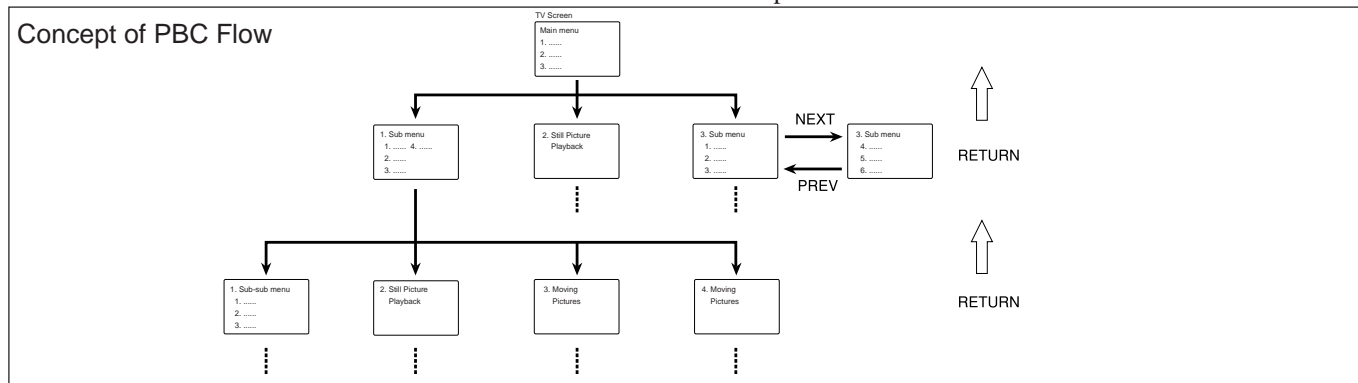 TV Screen
Concept of PBC Flow
Main menu
1. ......
2. ......
3. ......
1. Sub menu
1. ...... 4. ......
2. ......
3. ......
2. Still Picture
Playback
3. Sub menu
1. ......
2. ......
3. ......
NEXT
PREV
3. Sub menu
4. ......
5. ......
6. ......
RETURN
1. Sub-sub menu
1. ......
2. ......
3. ......
2. Still Picture
Playback
3. Moving
Pictures
4. Moving
Pictures
RETURN